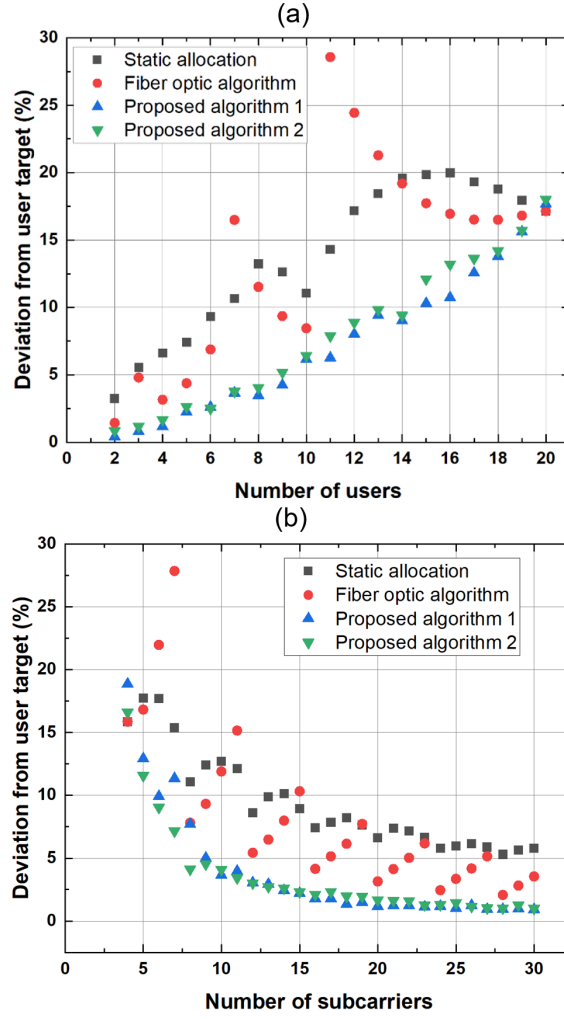 (a)
30
25
20
15
10
5
0
Deviation from user target (%)
Static allocation
Fiber optic algorithm
Proposed algorithm 1
Proposed algorithm 2
0 2 4 6 8 10 12 14 16 18 20
Number of users
(b)
30
25
20
15
10
5
0
Deviation from user target (%)
Static allocation
Fiber optic algorithm
Proposed algorithm 1
Proposed algorithm 2
0 5 10 15 20 25 30
Number of subcarriers